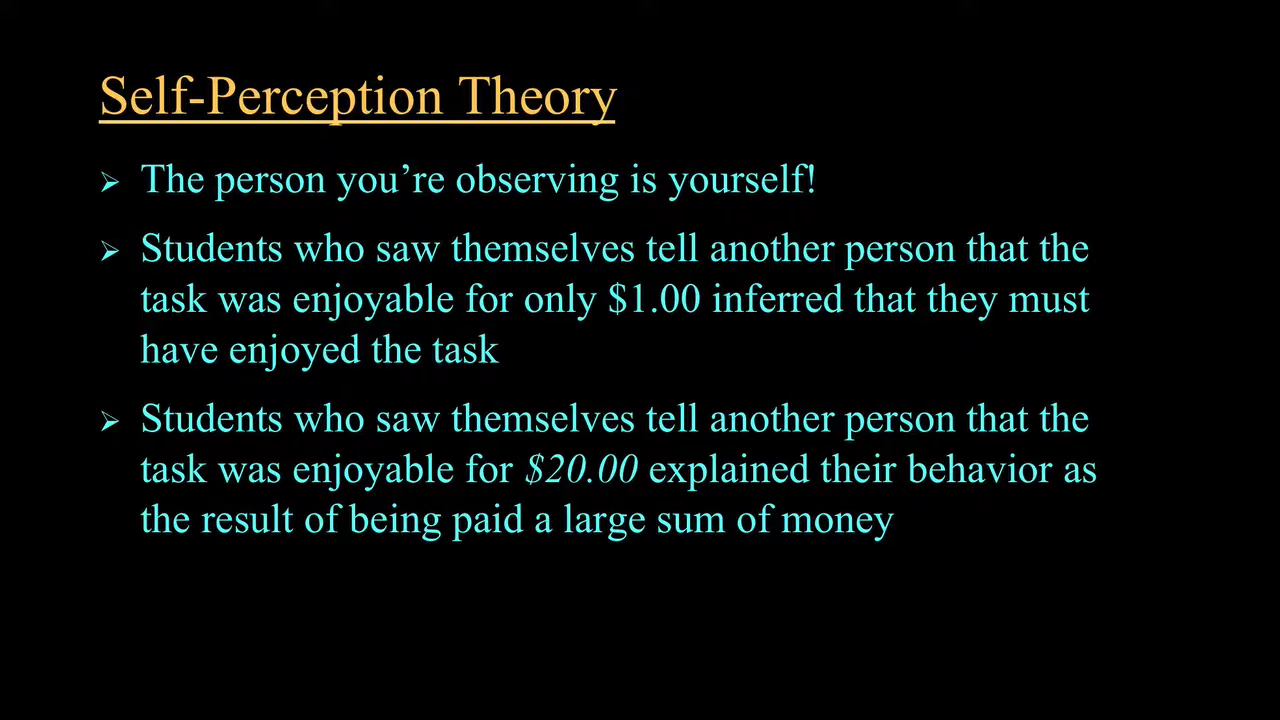 Self-Perception Theory
➢ The person you’re observing is yourself!
➢ Students who saw themselves tell another person that the
task was enjoyable for only $1.00 inferred that they must
have enjoyed the task
➢ Students who saw themselves tell another person that the
task was enjoyable for $20.00 explained their behavior as
the result of being paid a large sum of money